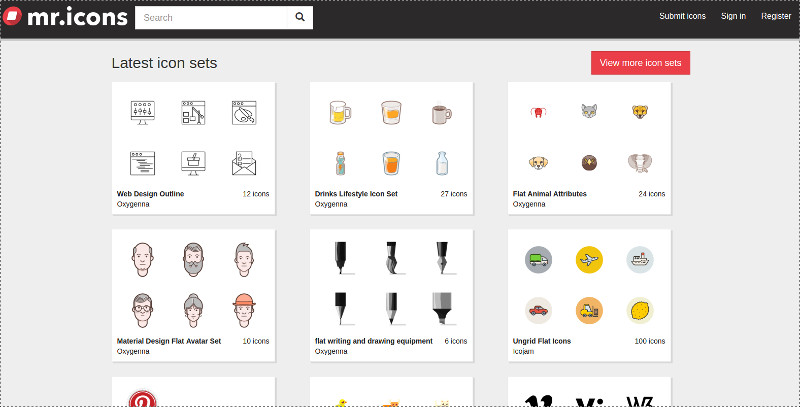 mr.icons Search Submit icons Sign in Register
Latest icon sets View more icon sets
Web Design Outline 12 icons
Oxygenna
Drinks Lifestyle Icon Set 27 icons
Oxygenna
Flat Animal Attributes 24 icons
Oxygenna
Material Design Flat Avatar Set 10 icons
Oxygenna
flat writing and drawing equipment 6 icons
Oxygenna
Ungrid Flat Icons 100 icons
Icojam